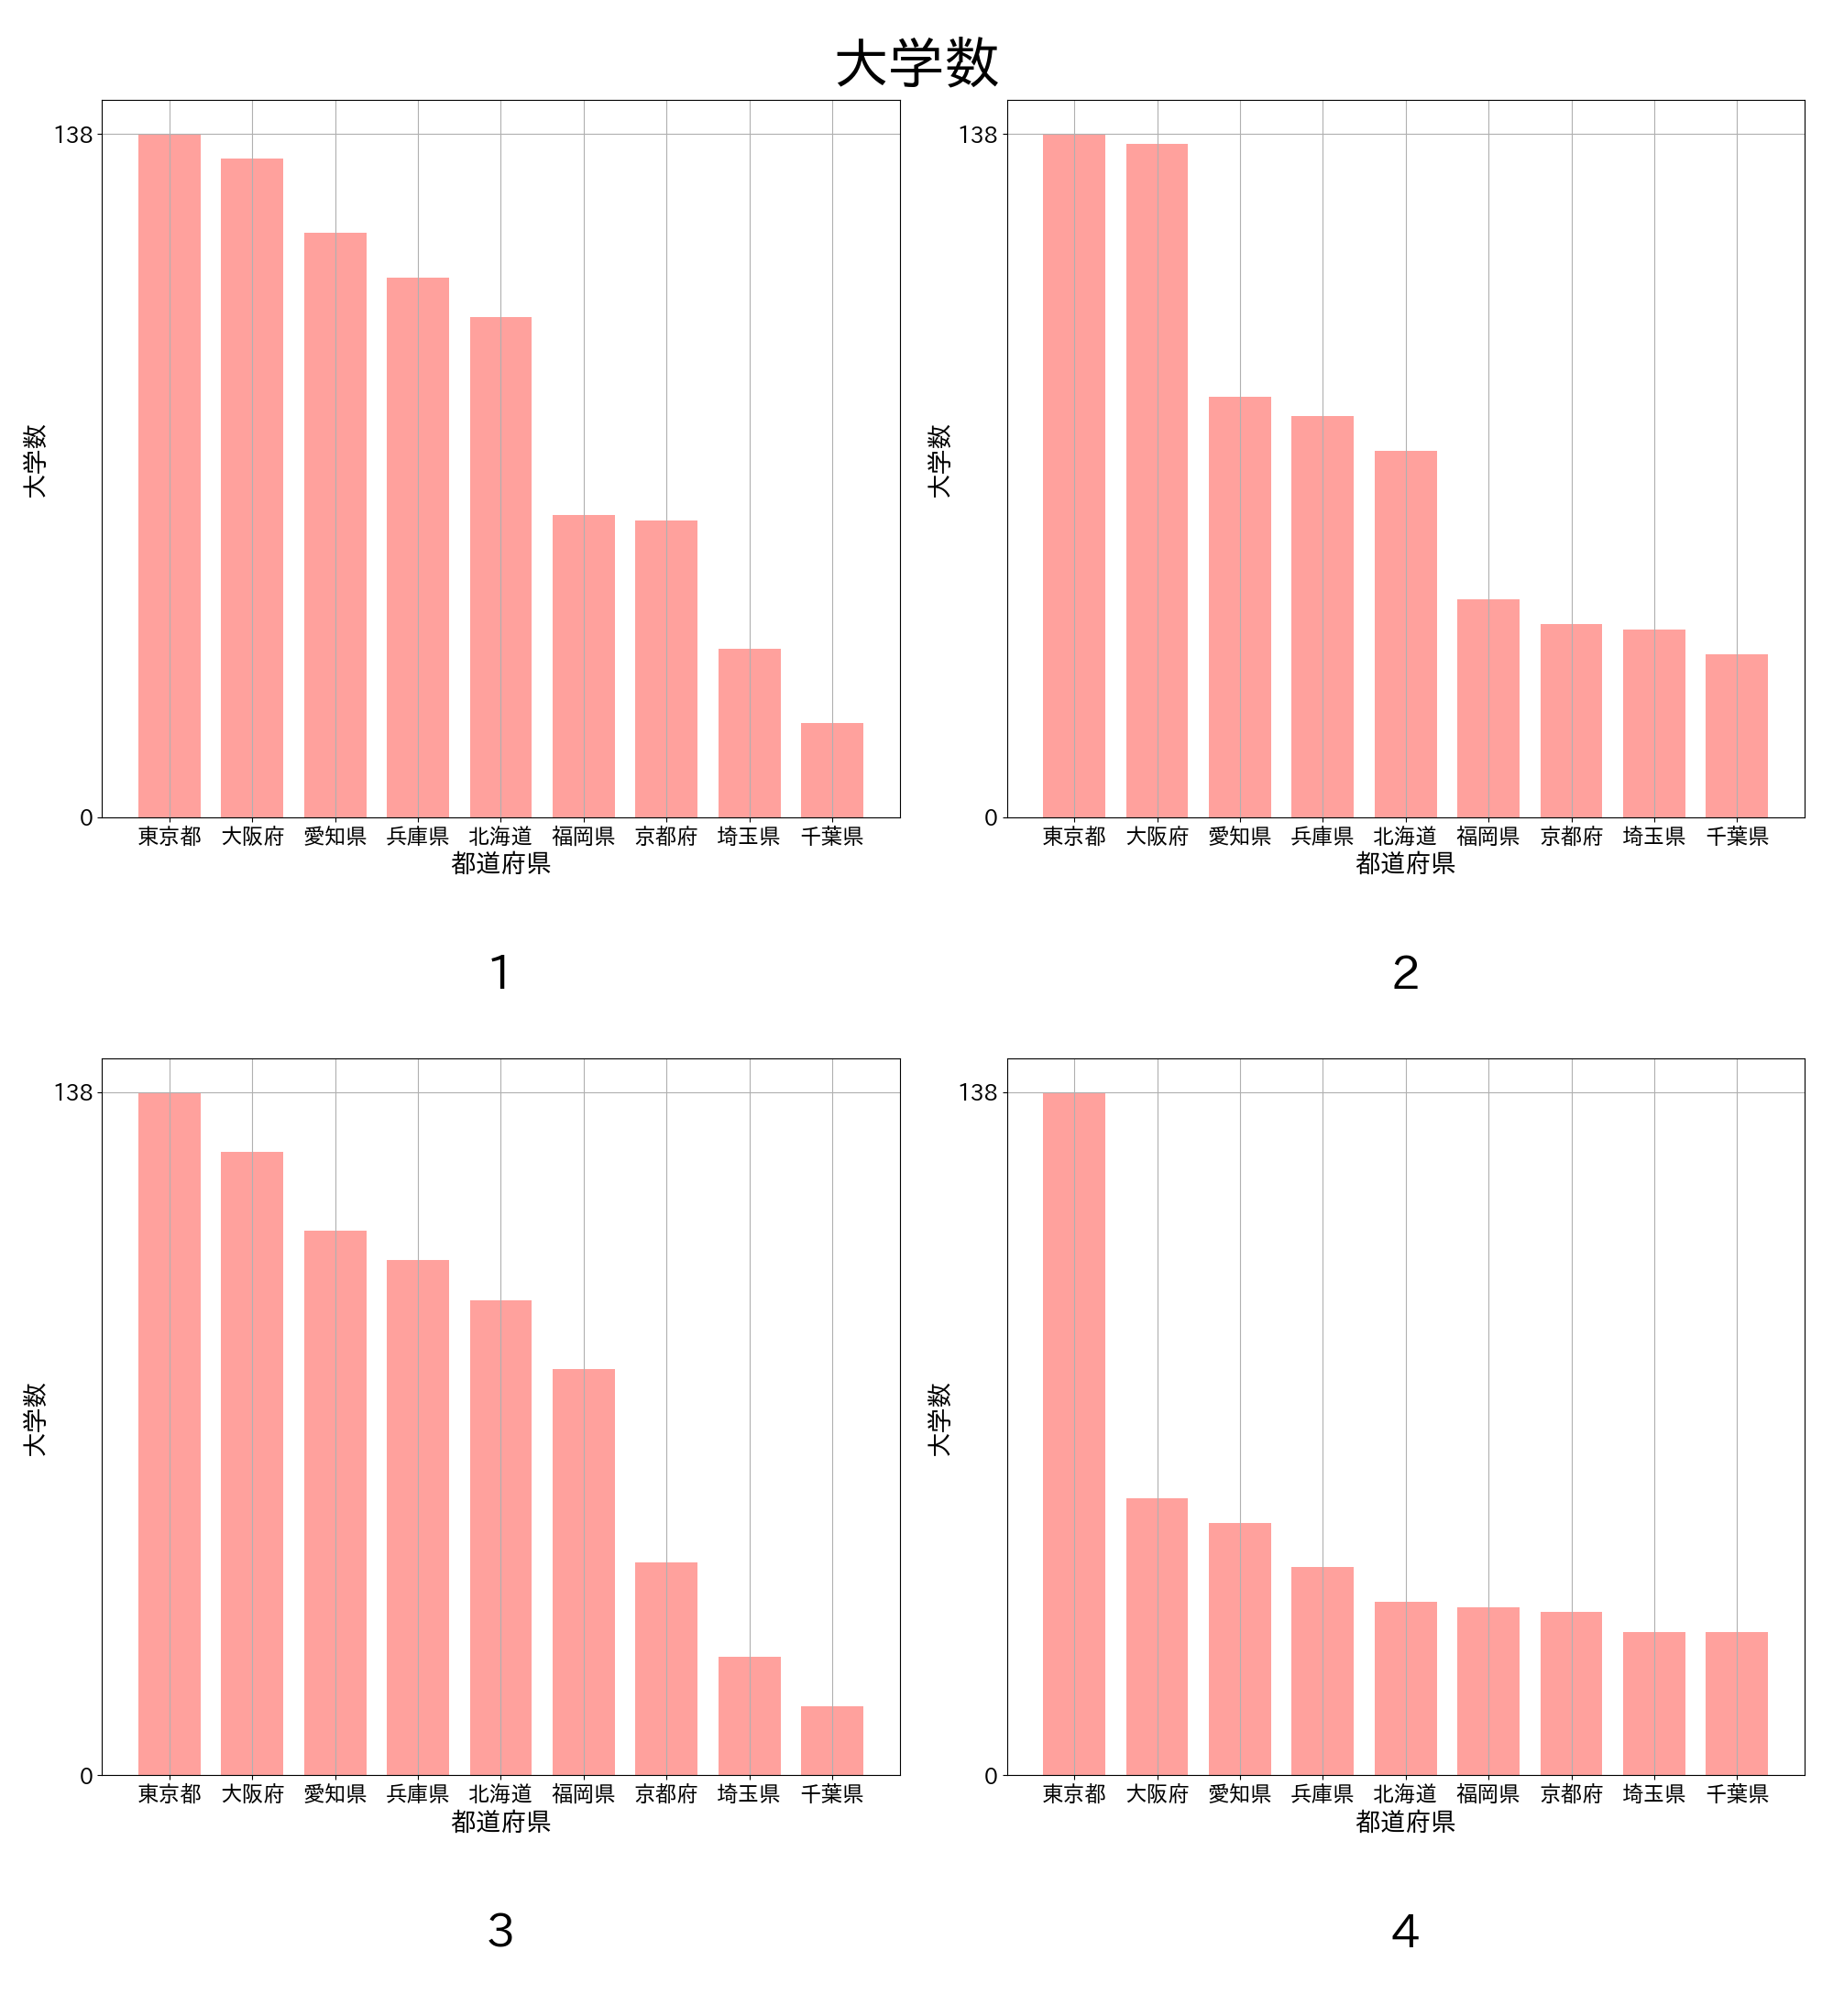 大学数
138
0
大学数
東京都 大阪府 愛知県 兵庫県 北海道 福岡県 京都府 埼玉県 千葉県
都道府県
1
138
0
大学数
東京都 大阪府 愛知県 兵庫県 北海道 福岡県 京都府 埼玉県 千葉県
都道府県
2
138
0
大学数
東京都 大阪府 愛知県 兵庫県 北海道 福岡県 京都府 埼玉県 千葉県
都道府県
3
138
0
大学数
東京都 大阪府 愛知県 兵庫県 北海道 福岡県 京都府 埼玉県 千葉県
都道府県
4